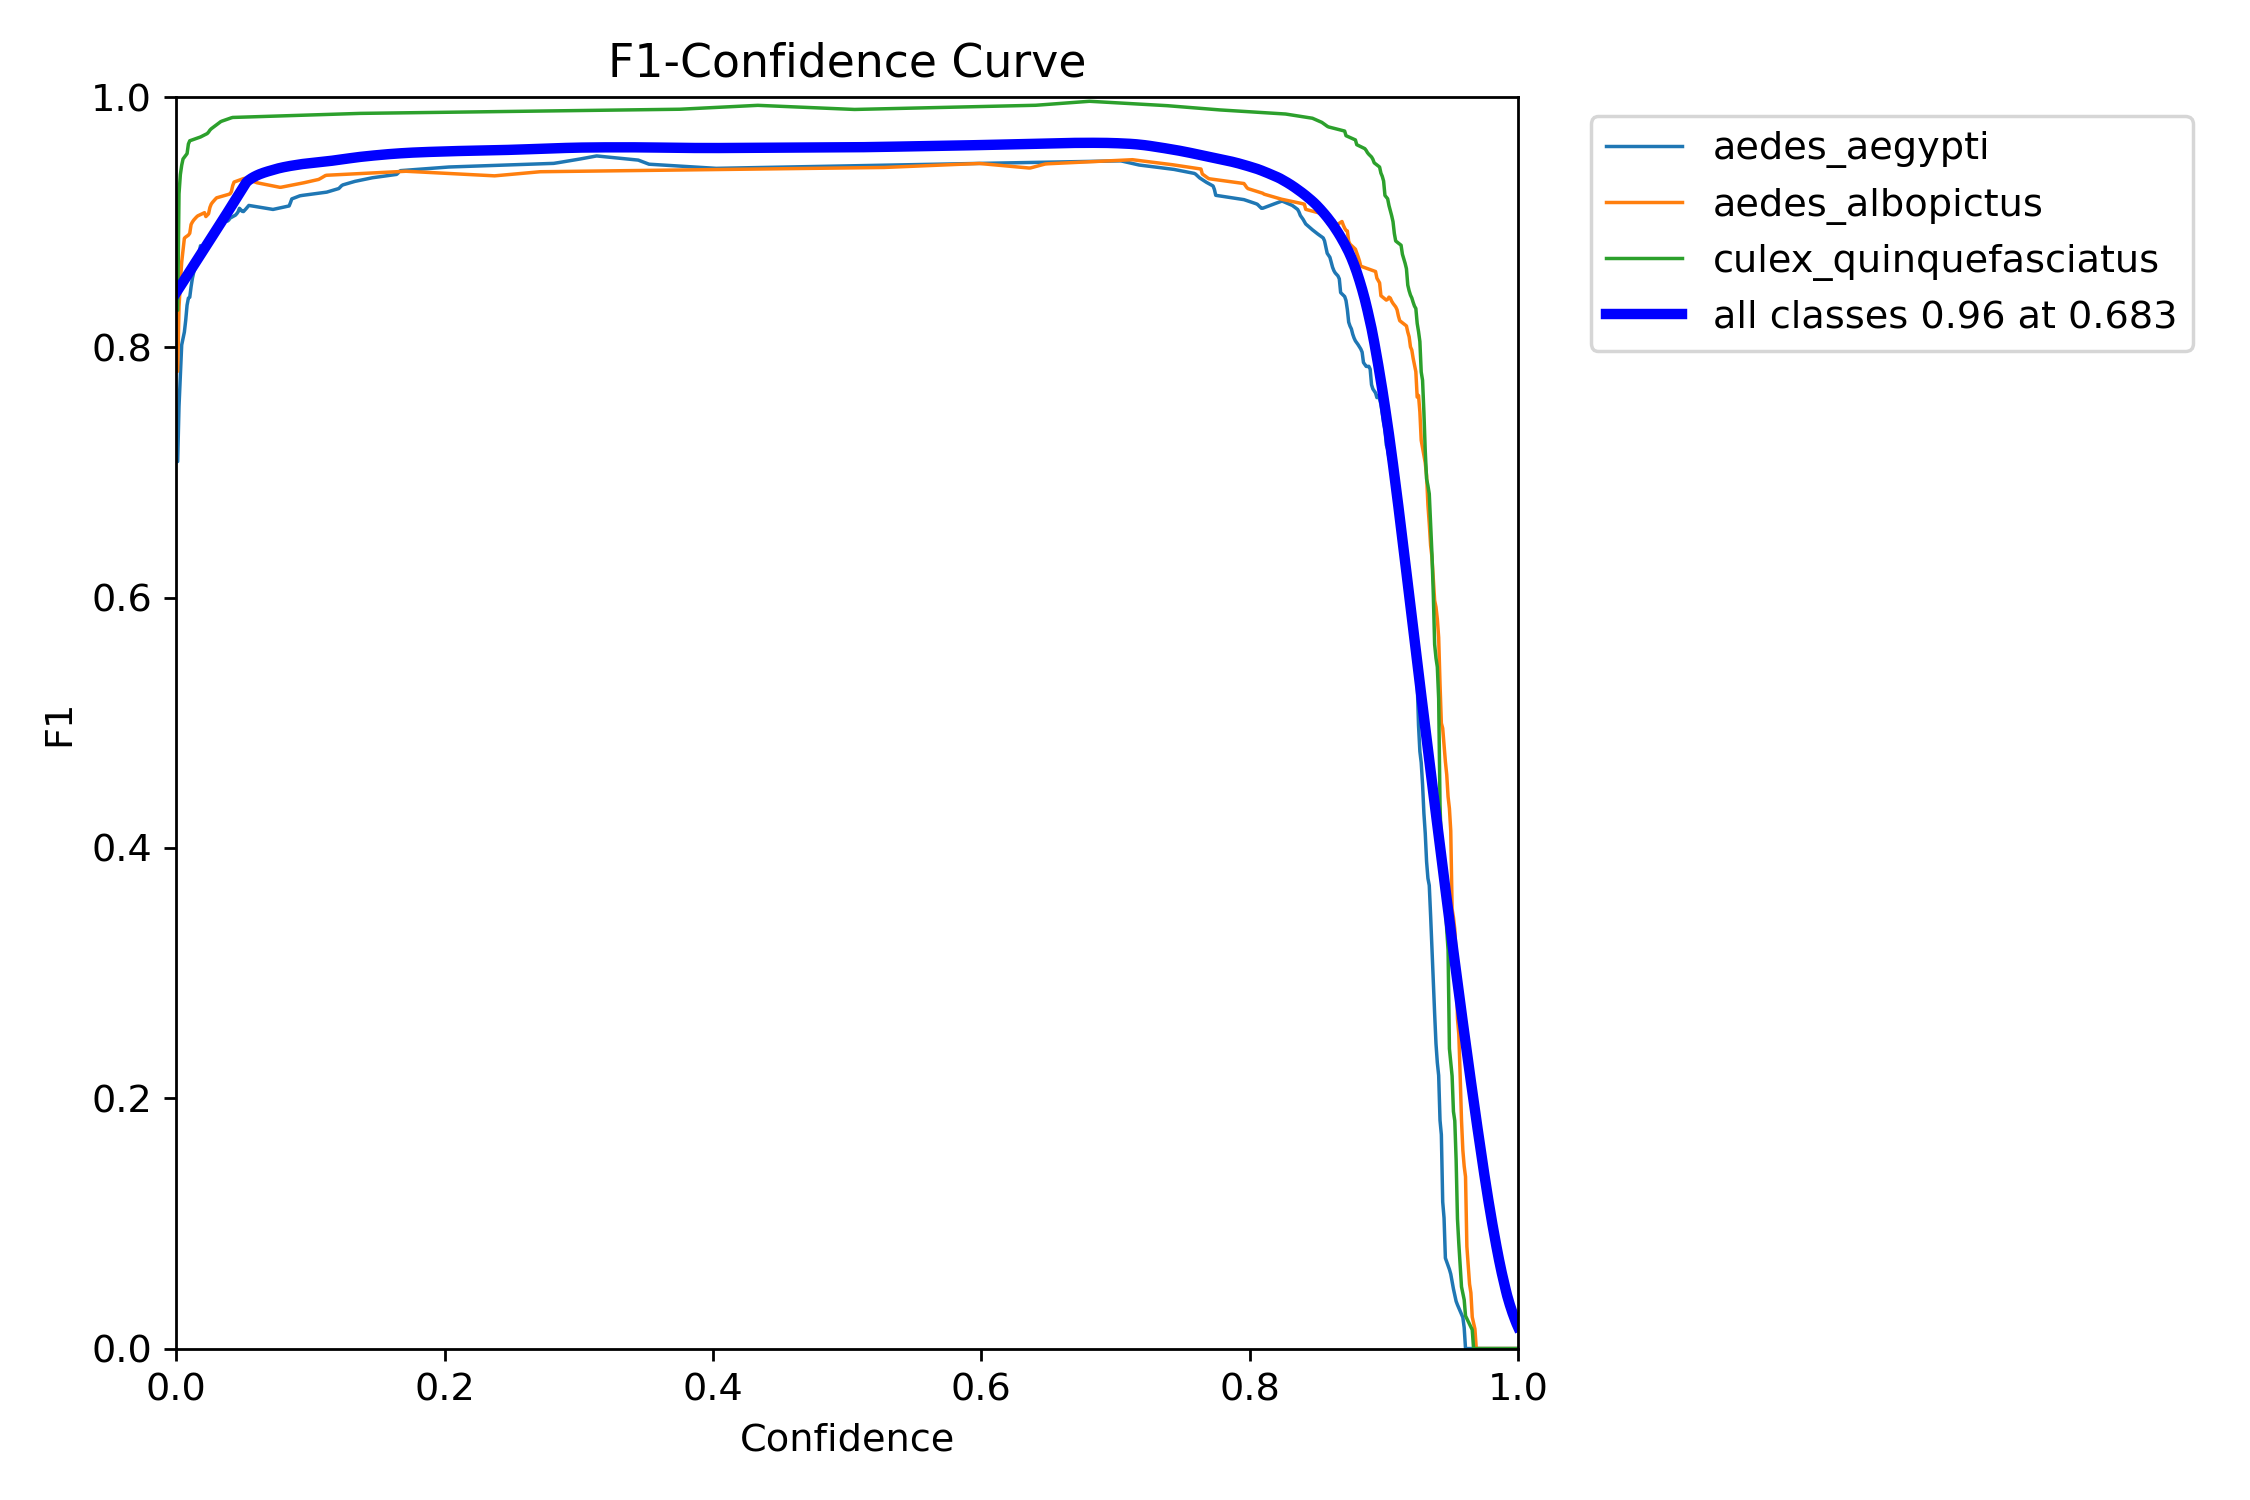 F1-Confidence Curve
1.0
0.8
0.6
0.4
0.2
0.0
F1
0.0 0.2 0.4 0.6 0.8 1.0
Confidence
aedes_aegypti
aedes_albopictus
culex_quinquefasciatus
all classes 0.96 at 0.683